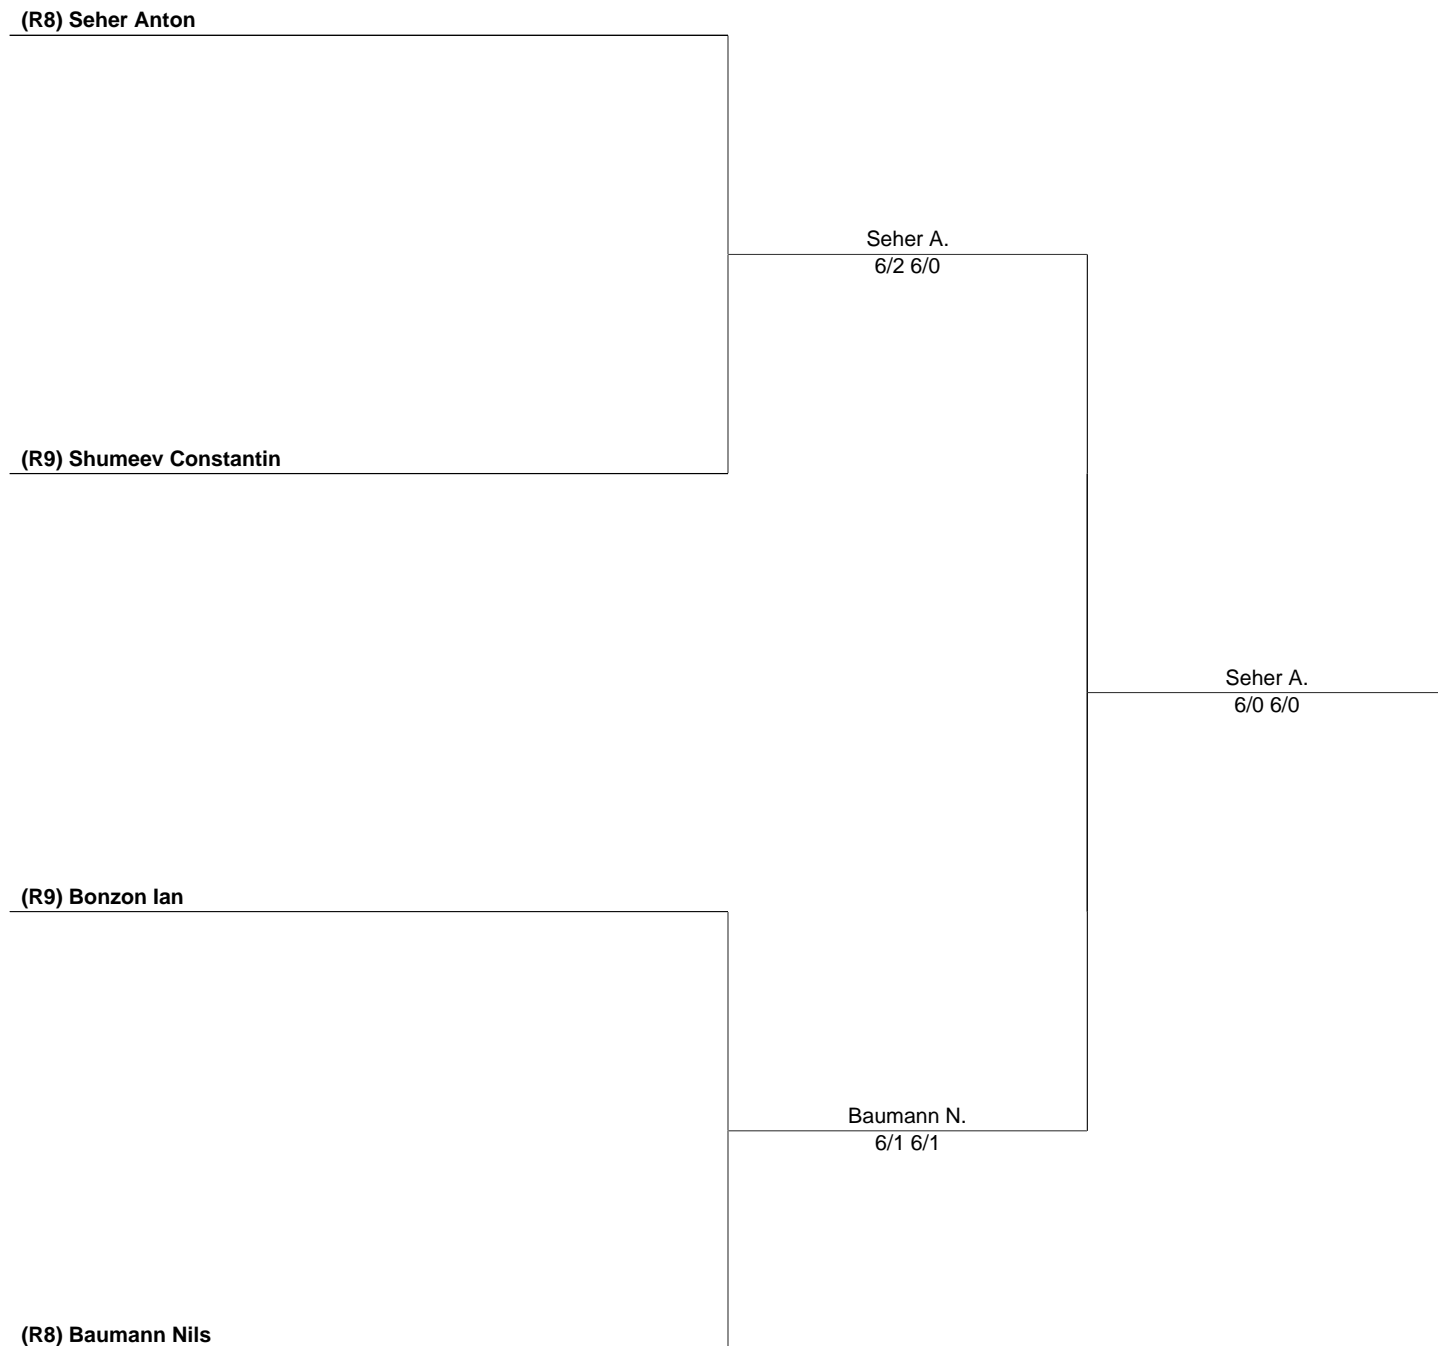 (R8) Seher Anton
Seher A.
6/2 6/0
(R9) Shumeev Constantin
Seher A.
6/0 6/0
(R9) Bonzon Ian
Baumann N.
6/1 6/1
(R8) Baumann Nils